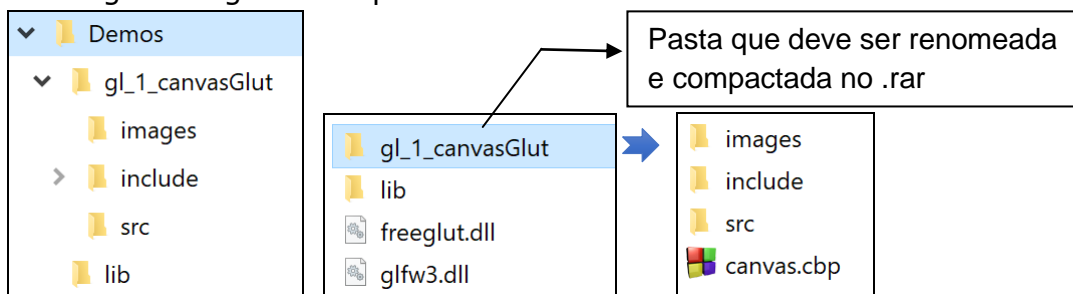 Demos
gl_1_canvasGlut
images
include
src
lib
Pasta que deve ser renomeada
e compactada no .rar
gl_1_canvasGlut
lib
freeglut.dll
glfw3.dll
images
include
src
canvas.cbp